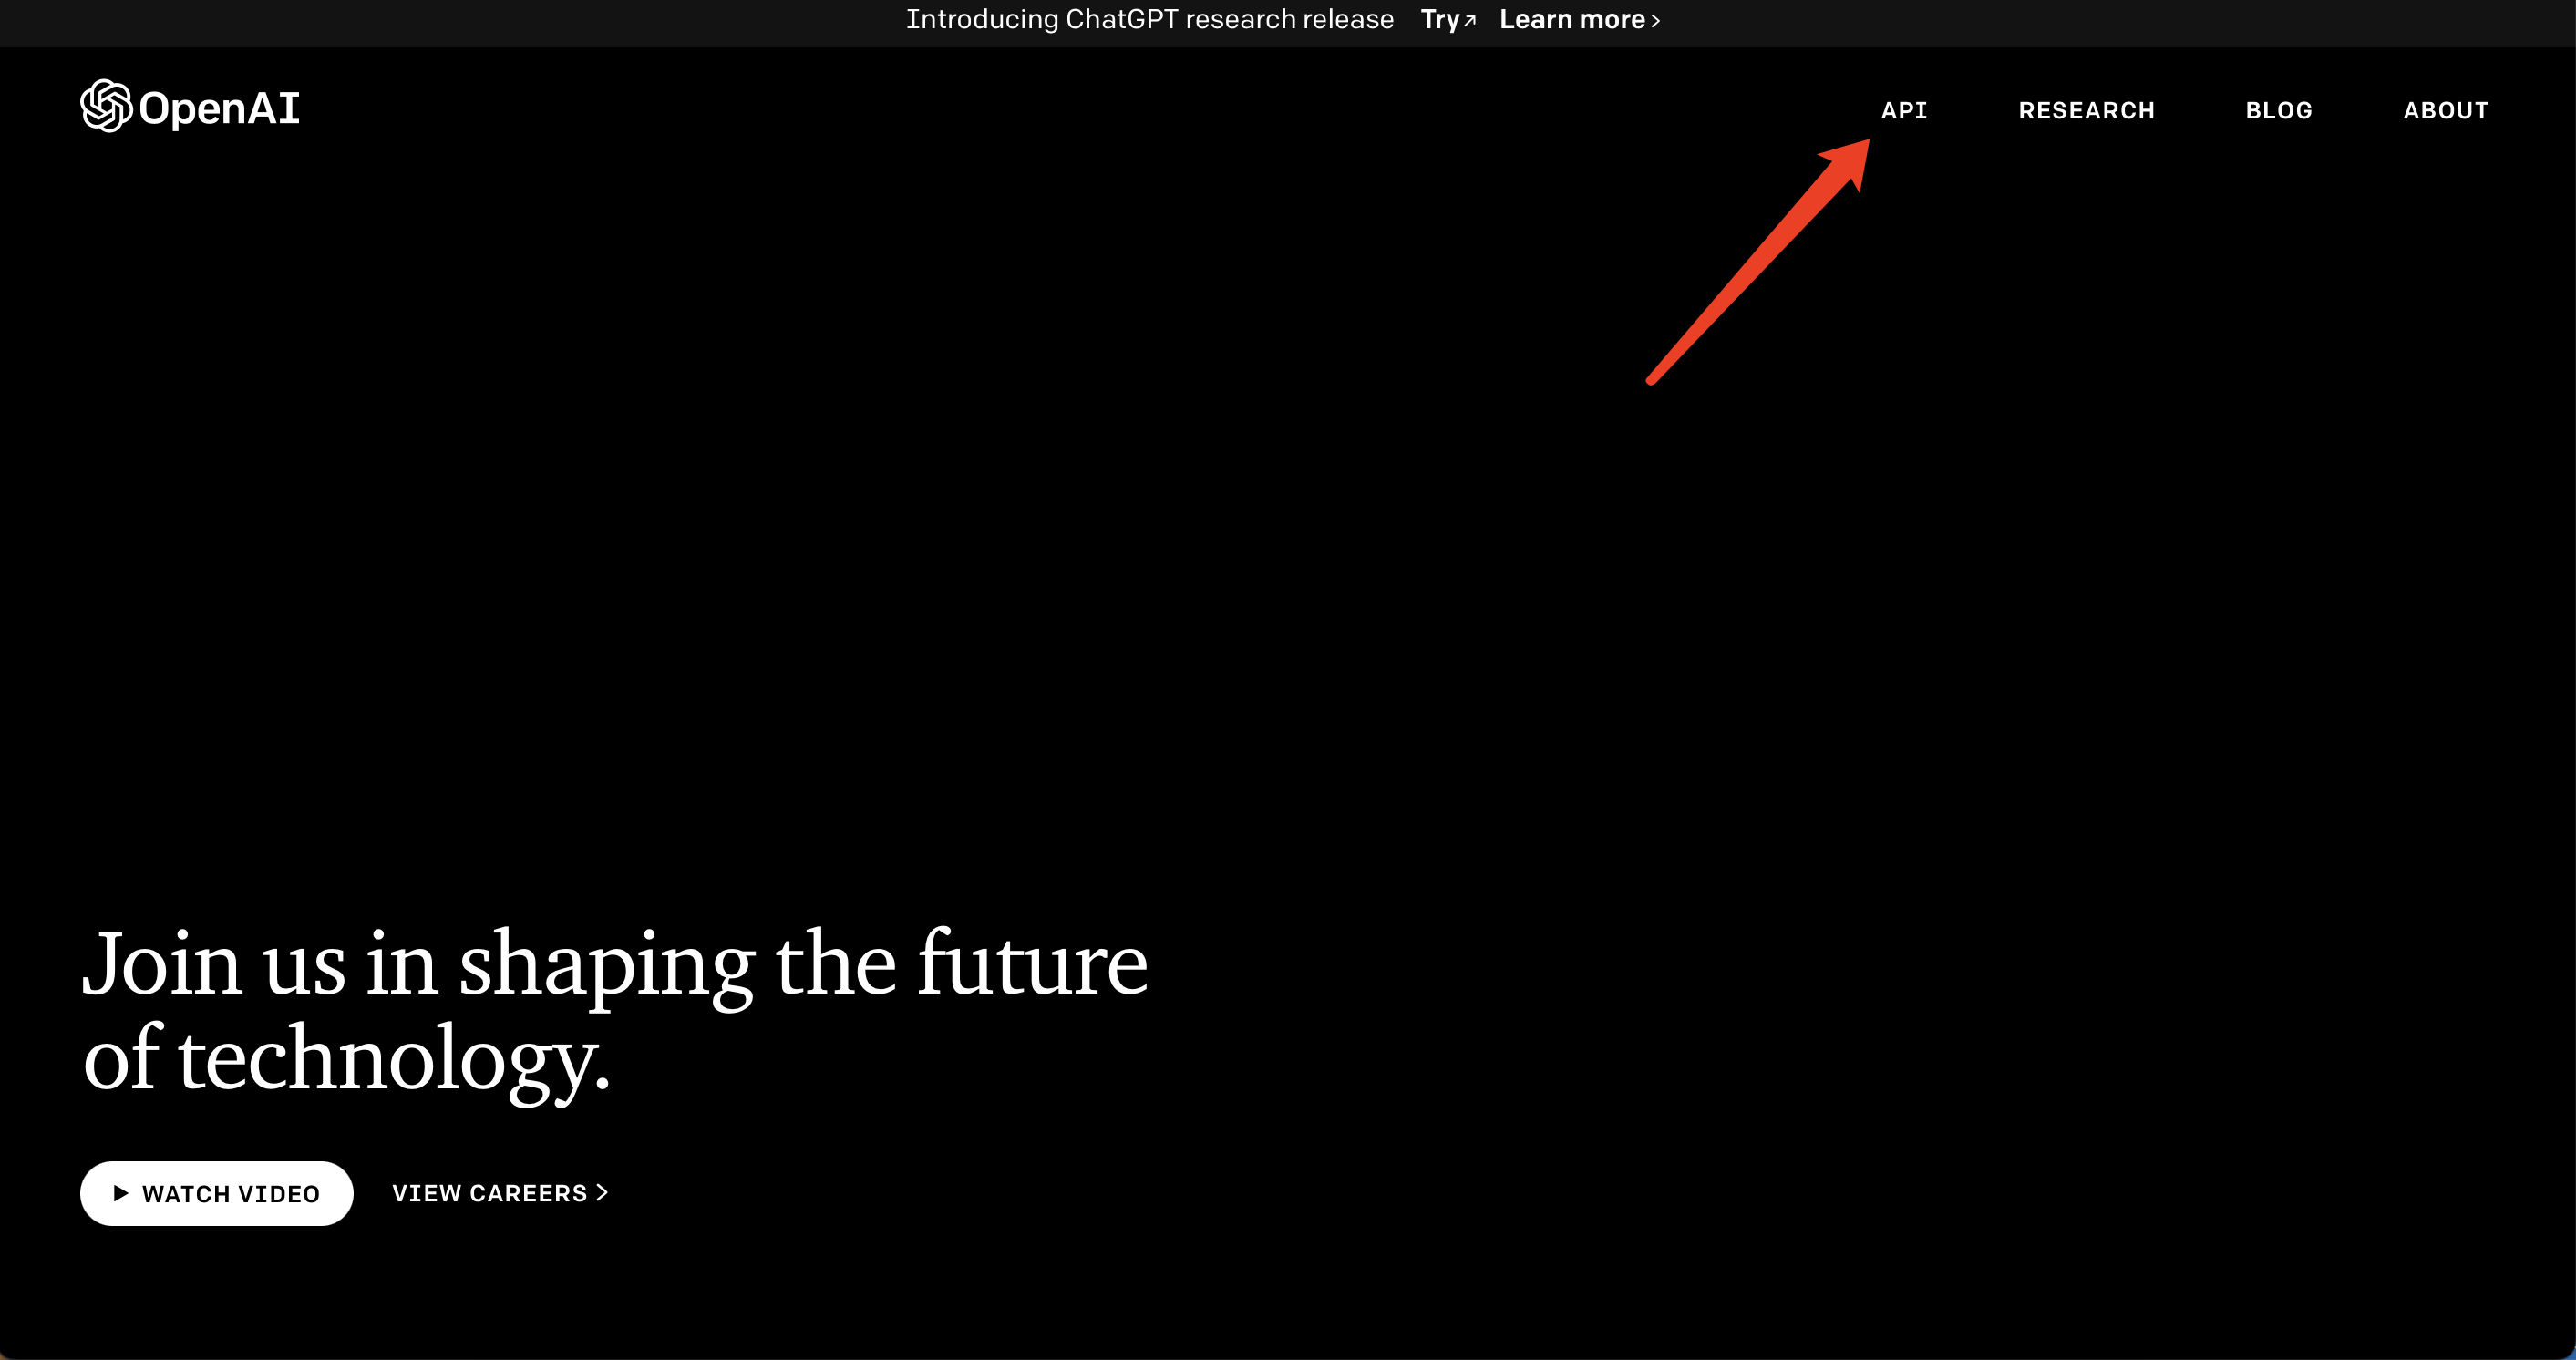 Introducing ChatGPT research release Try↗ Learn more >
OpenAI
API RESEARCH BLOG ABOUT
Join us in shaping the future
of technology.
WATCH VIDEO VIEW CAREERS >